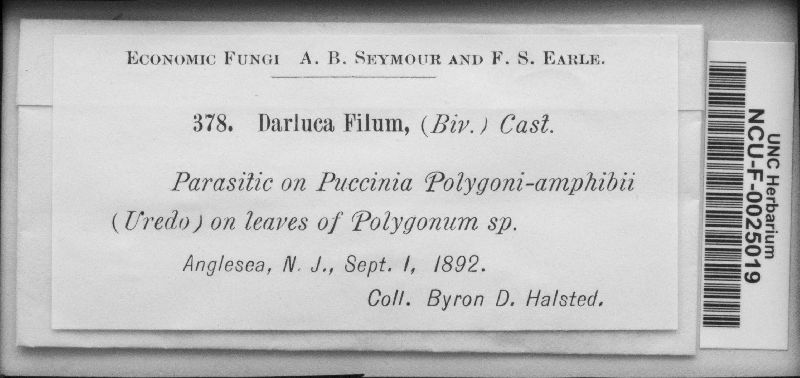 Economic Fungi A. B. Seymour and F. S. Earle.
378. Darluca Filum, (Biv.) Cast.
Parasitic on Puccinia Polygoni-amphibii
(Uredo) on leaves of Polygonum sp.
Anglesea, N. J., Sept. 1, 1892.
Coll. Byron D. Halsted.
UNC Herbarium
NCU-F-0025019